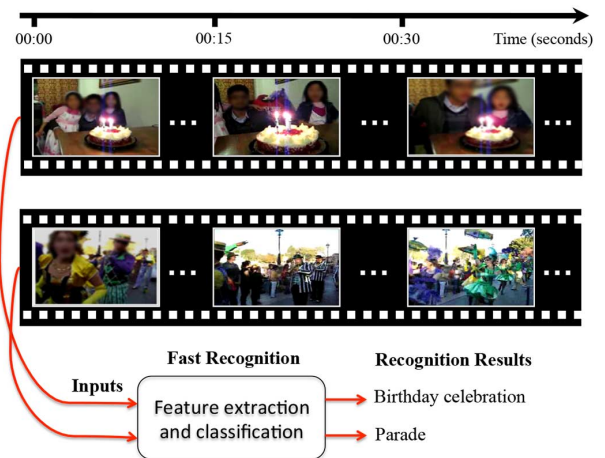 00:00 00:15 00:30 Time (seconds)
Fast Recognition
Recognition Results
Inputs
Feature extraction
and classification
Birthday celebration
Parade